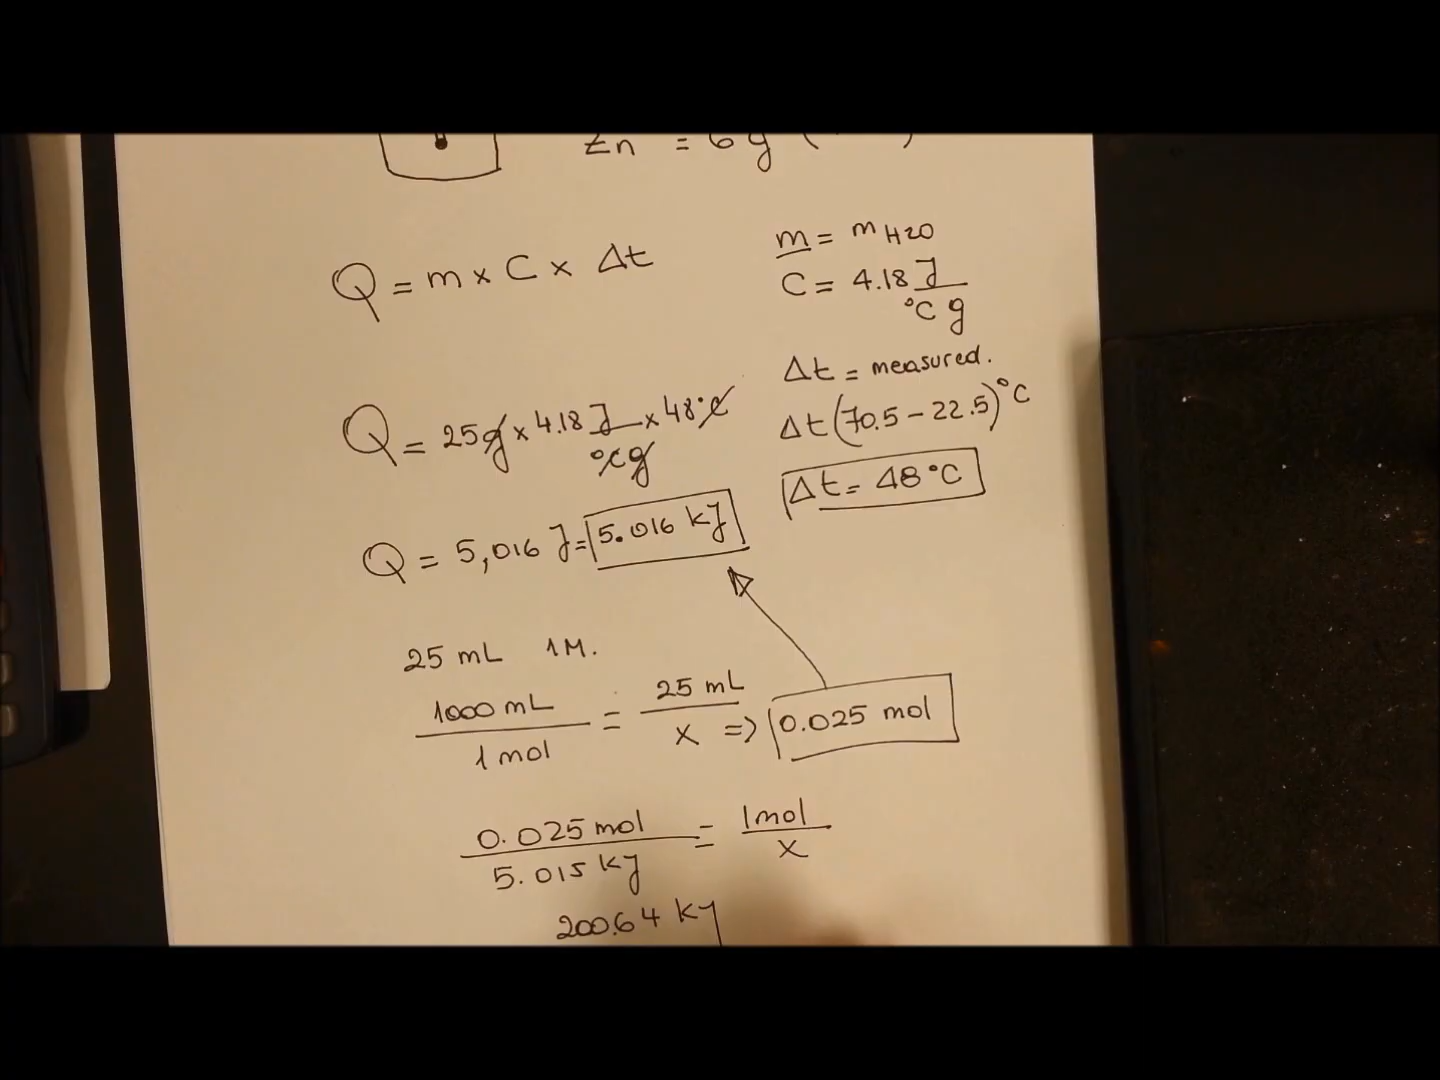 Zn = 6g (
Q = m x C x Δt
m = mH2O
C = 4.18 J
°C g
Δt = measured.
Δt (70.5 - 22.5)°C
Δt = 48°C
Q = 25g x 4.18 J x 48°C
°C g
Q = 5,016 J = 5.016 kJ
25 mL 1M.
1000 mL = 25 mL
1 mol x => 0.025 mol
0.025 mol = 1mol
5.015 kJ x
200.64 kJ